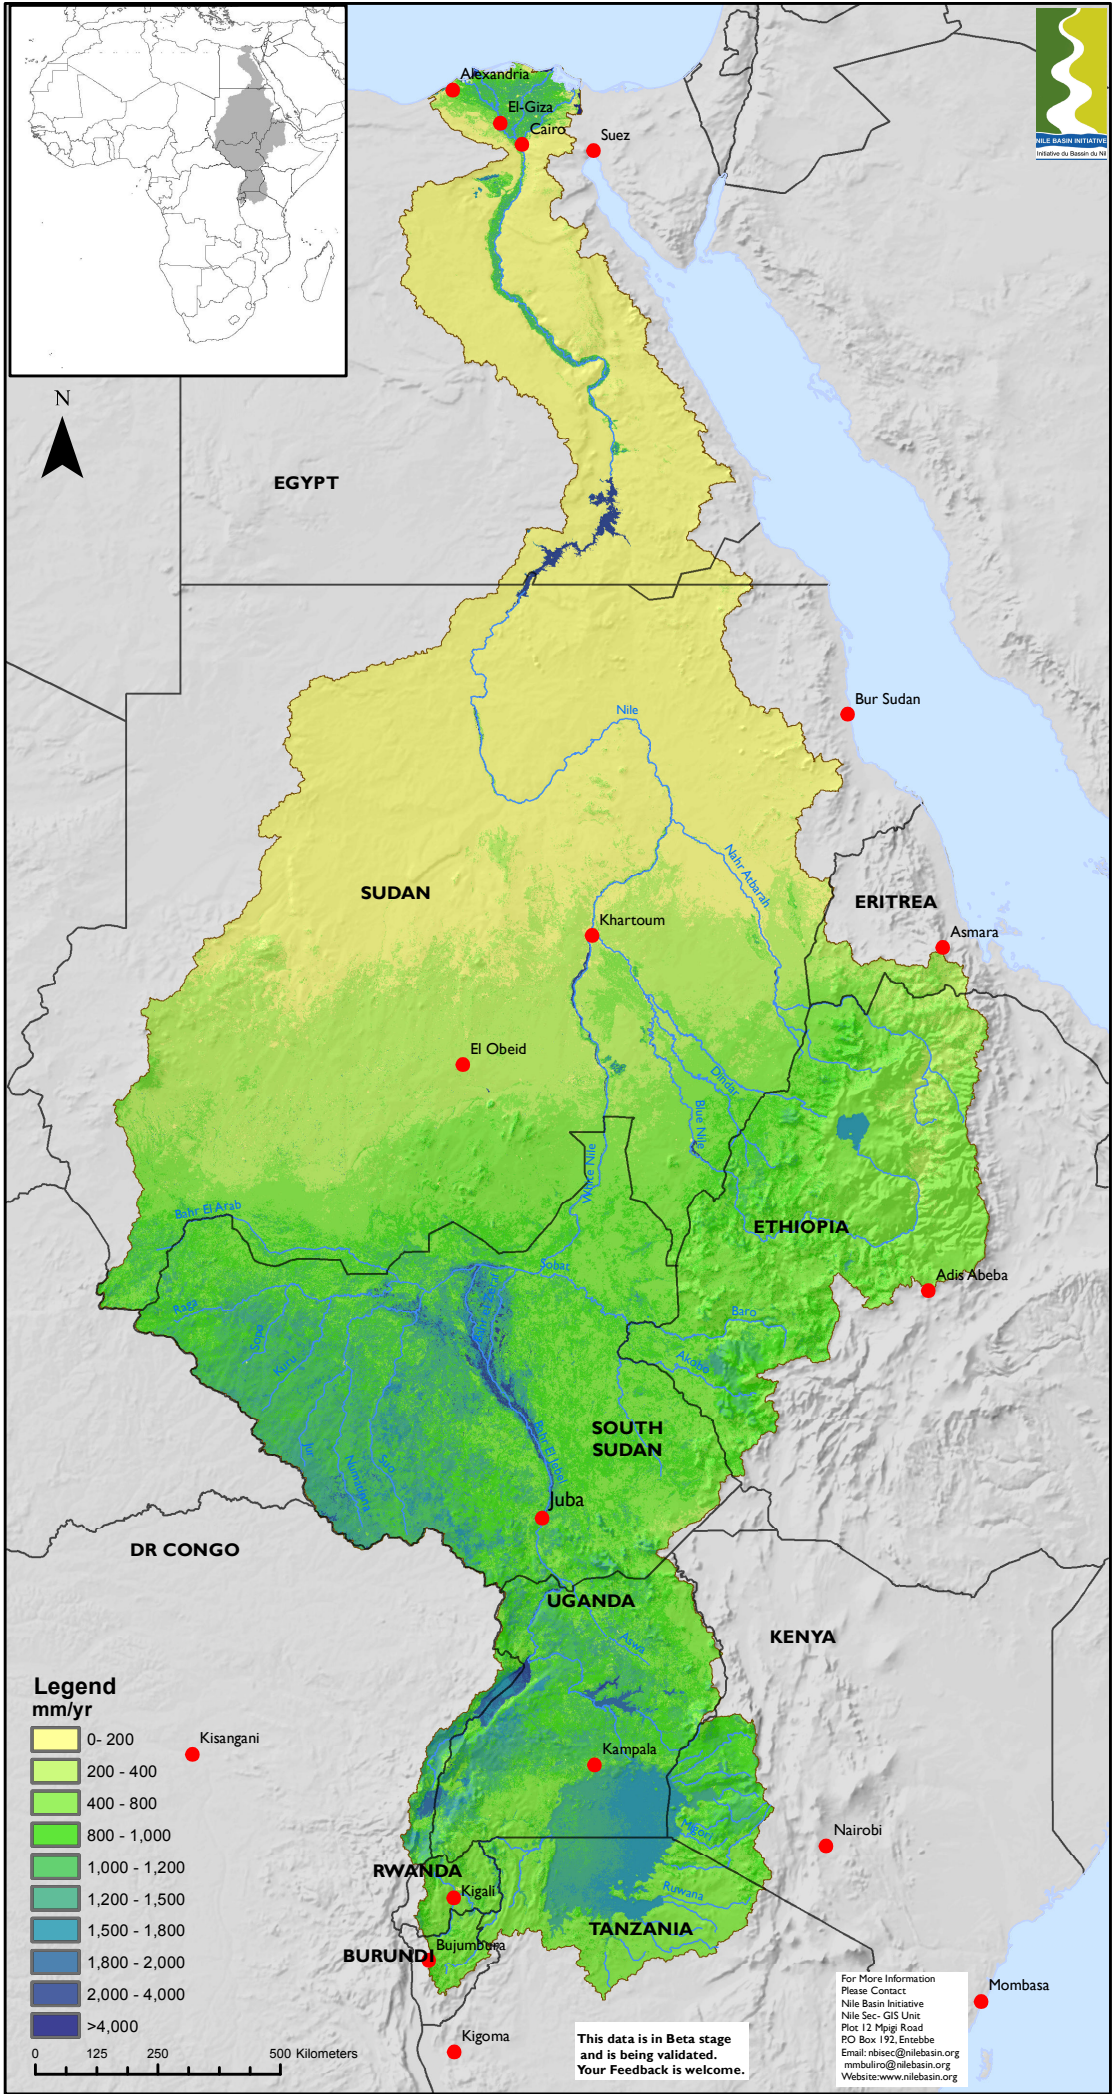 NILE BASIN INITIATIVE
Initiative du Bassin du Nil
Alexandria
El-Giza
Cairo
Suez
N
EGYPT
Bur Sudan
Nile
Nahr Atbarah
SUDAN
ERITREA
Khartoum
Asmara
El Obeid
Dindar
Blue Nile
White Nile
Bahr El Arab
ETHIOPIA
Sobat
Adis Abeba
Raga
Sopo
Kuru
Baro
Akobo
SOUTH
SUDAN
Jur
Sue
Bahr El Jebel
Juba
DR CONGO
UGANDA
Aswa
KENYA
Legend
mm/yr
0- 200
200 - 400
400 - 800
800 - 1,000
1,000 - 1,200
1,200 - 1,500
1,500 - 1,800
1,800 - 2,000
2,000 - 4,000
>4,000
Kisangani
Kampala
Migori
Nairobi
RWANDA
Kigali
Ruwana
TANZANIA
BURUNDI
Bujumbura
Mombasa
Kigoma
0 125 250 500 Kilometers
This data is in Beta stage
and is being validated.
Your Feedback is welcome.
For More Information
Please Contact
Nile Basin Initiative
Nile Sec- GIS Unit
Plot 12 Mpigi Road
P.O Box 192, Entebbe
Email: nbisec@nilebasin.org
mmbuliro@nilebasin.org
Website:www.nilebasin.org